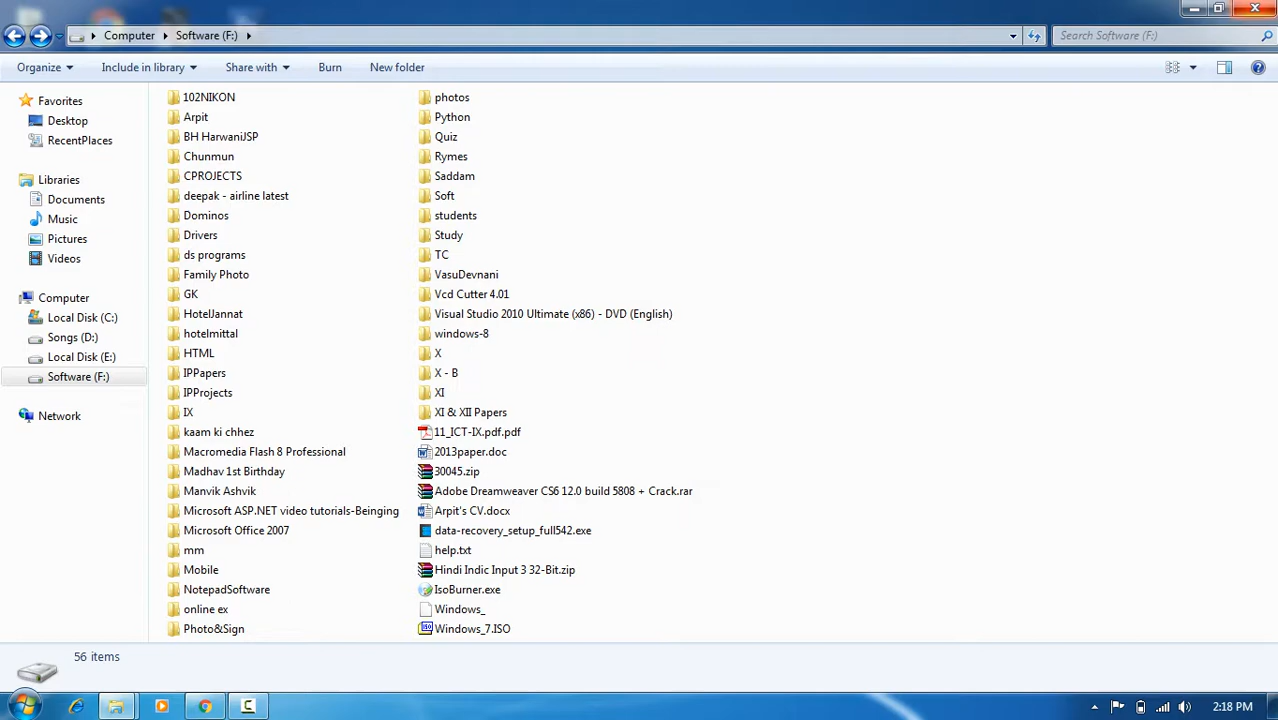 Computer Software (F:)
Search Software (F:)
Organize Include in library Share with Burn New folder
Favorites
Desktop
RecentPlaces
Libraries
Documents
Music
Pictures
Videos
Computer
Local Disk (C:)
Songs (D:)
Local Disk (E:)
Software (F:)
Network
102NIKON
Arpit
BH HarwaniJSP
Chunmun
CPROJECTS
deepak - airline latest
Dominos
Drivers
ds programs
Family Photo
GK
HotelJannat
hotelmittal
HTML
IPPapers
IPProjects
IX
kaam ki chhez
Macromedia Flash 8 Professional
Madhav 1st Birthday
Manvik Ashvik
Microsoft ASP.NET video tutorials-Beinging
Microsoft Office 2007
mm
Mobile
NotepadSoftware
online ex
Photo&Sign
photos
Python
Quiz
Rymes
Saddam
Soft
students
Study
TC
VasuDevnani
Vcd Cutter 4.01
Visual Studio 2010 Ultimate (x86) - DVD (English)
windows-8
X
X - B
XI
XI & XII Papers
11_ICT-IX.pdf.pdf
2013paper.doc
30045.zip
Adobe Dreamweaver CS6 12.0 build 5808 + Crack.rar
Arpit's CV.docx
data-recovery_setup_full542.exe
help.txt
Hindi Indic Input 3 32-Bit.zip
IsoBurner.exe
Windows_
Windows_7.ISO
56 items
2:18 PM